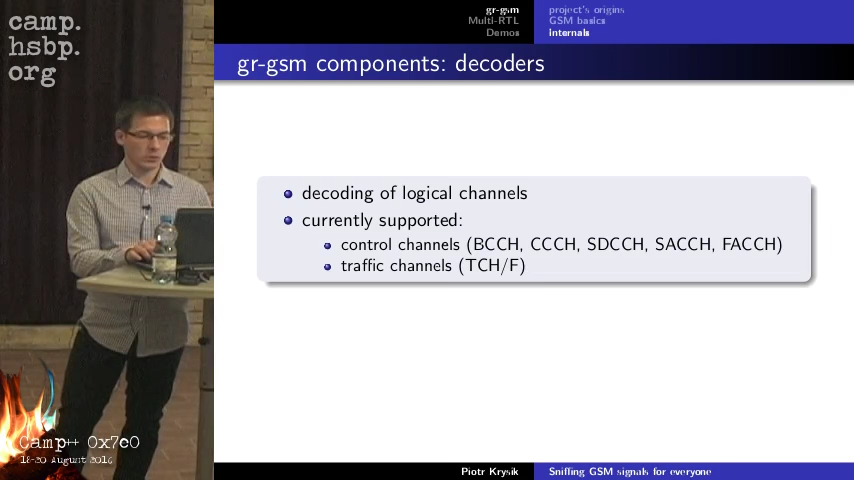 camp.
hsbp.
org
gr-gsm
Multi-RTL
Demos
project's origins
GSM basics
internals
gr-gsm components: decoders
decoding of logical channels
currently supported:
control channels (BCCH, CCCH, SDCCH, SACCH, FACCH)
traffic channels (TCH/F)
Camp++ 0x7e0
18-20 August 2016
Piotr Krysik
Sniffing GSM signals for everyone